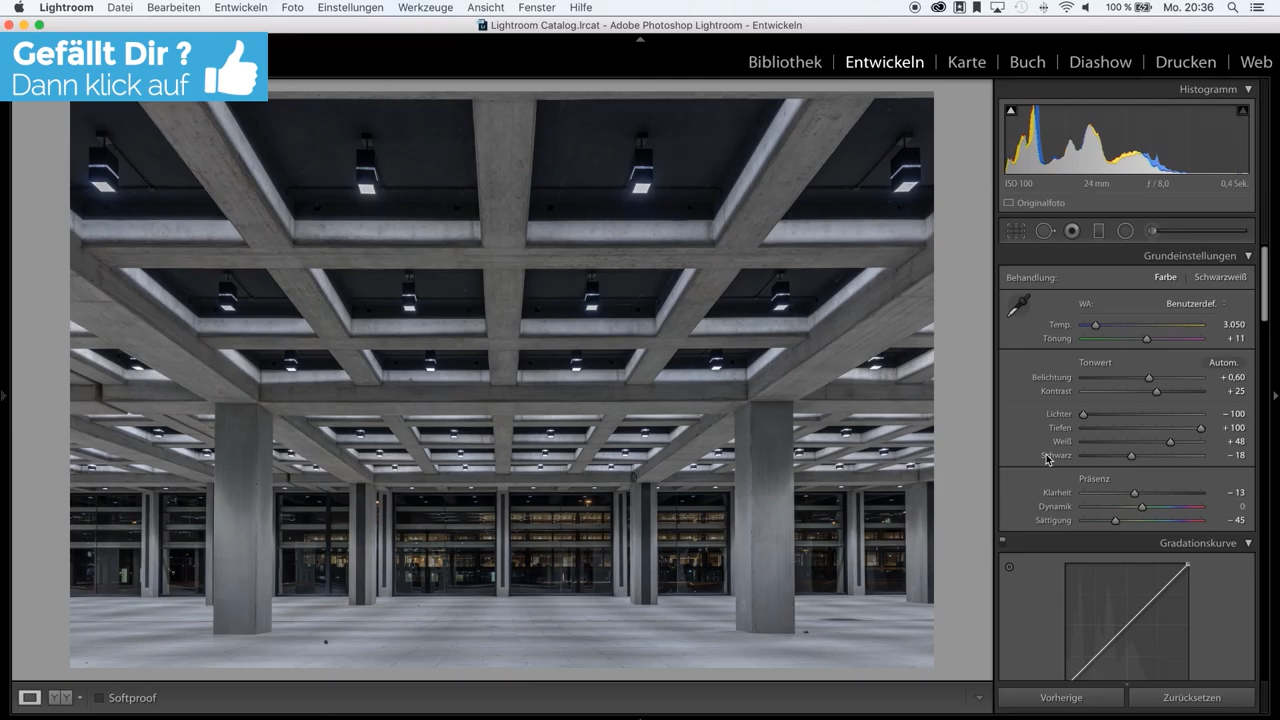 Lightroom Datei Bearbeiten Entwickeln Foto Einstellungen Werkzeuge Ansicht Fenster Hilfe 100 % Mo. 20:36
Lightroom Catalog.lrcat - Adobe Photoshop Lightroom - Entwickeln
Gefällt Dir ?
Dann klick auf
Bibliothek Entwickeln Karte Buch Diashow Drucken Web
Histogramm
ISO 100 24 mm ƒ / 8,0 0,4 Sek.
Originalfoto
Grundeinstellungen
Behandlung: Farbe Schwarzweiß
WA: Benutzerdef.
Temp. 3.050
Tönung + 11
Tonwert Autom.
Belichtung + 0,60
Kontrast + 25
Lichter − 100
Tiefen + 100
Weiß + 48
Schwarz − 18
Präsenz
Klarheit − 13
Dynamik 0
Sättigung − 45
Gradationskurve
Softproof
Vorherige Zurücksetzen